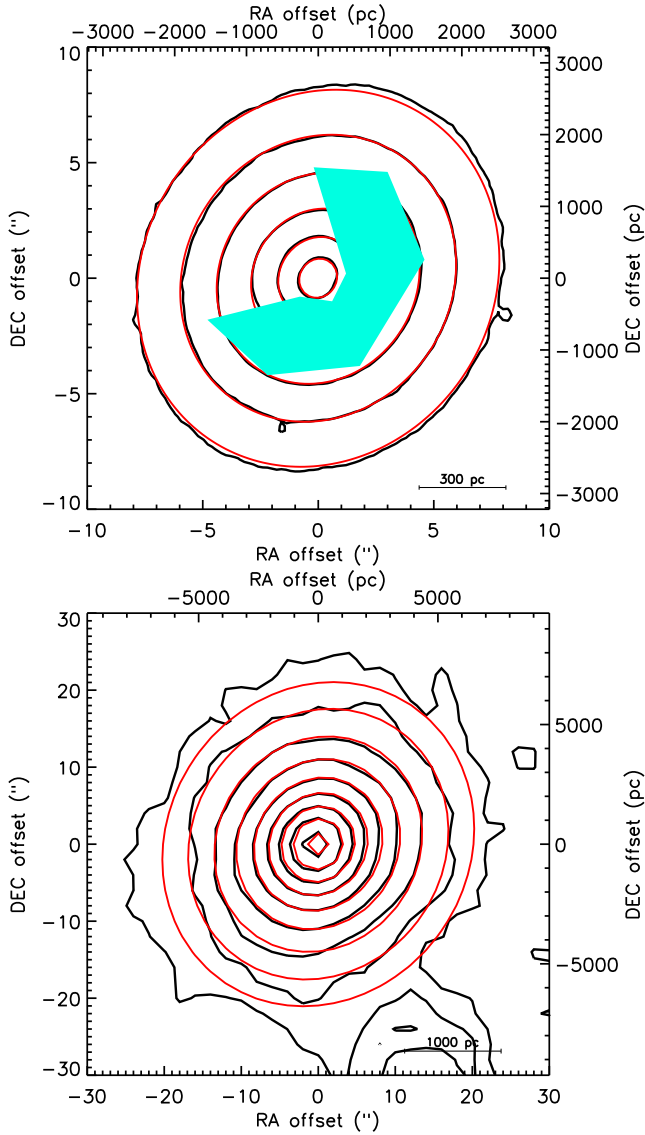 RA offset (pc)
−3000 −2000 −1000 0 1000 2000 3000
10
5
0
−5
−10
DEC offset ('')
3000
2000
1000
0
−1000
−2000
−3000
DEC offset (pc)
300 pc
−10 −5 0 5 10
RA offset ('')
RA offset (pc)
−5000 0 5000
30
20
10
0
−10
−20
−30
DEC offset ('')
5000
0
−5000
DEC offset (pc)
1000 pc
−30 −20 −10 0 10 20 30
RA offset ('')